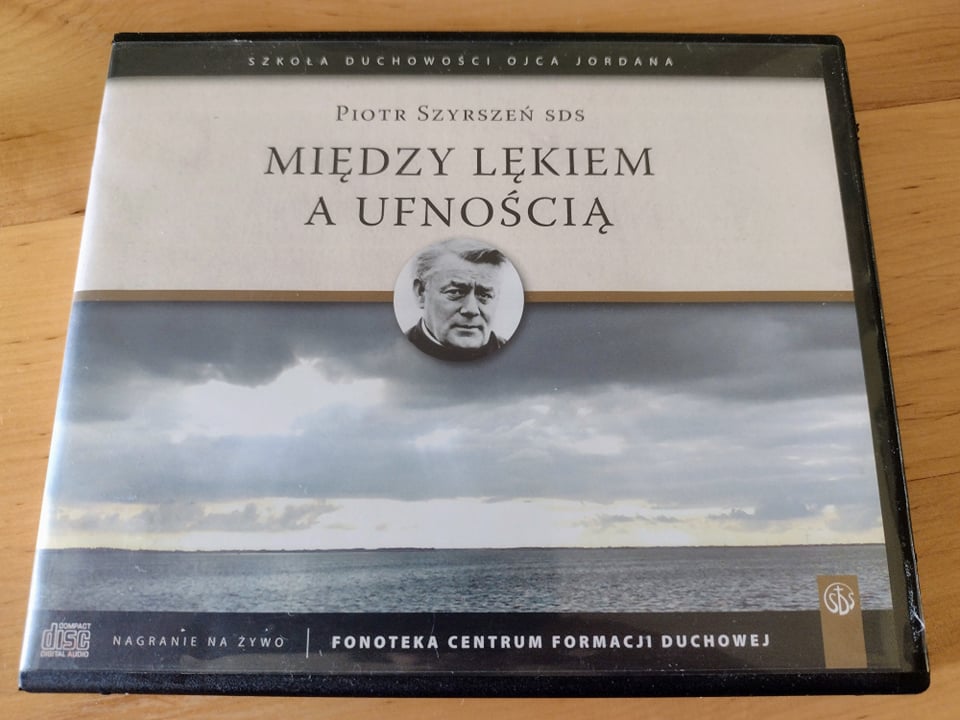 SZKOŁA DUCHOWOŚCI OJCA JORDANA
PIOTR SZYRSZEŃ SDS
MIĘDZY LĘKIEM
A UFNOŚCIĄ
SDS
COMPACT
disc
DIGITAL AUDIO
NAGRANIE NA ŻYWO | FONOTEKA CENTRUM FORMACJI DUCHOWEJ